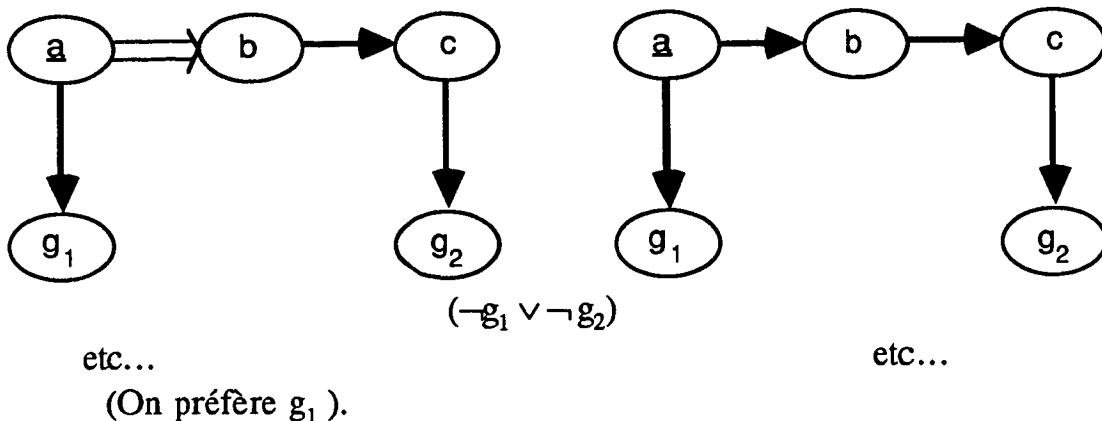 a b c a b c
g₁ g₂ g₁ g₂
(¬g₁ ∨ ¬ g₂)
etc... etc...
(On préfère g₁ ).